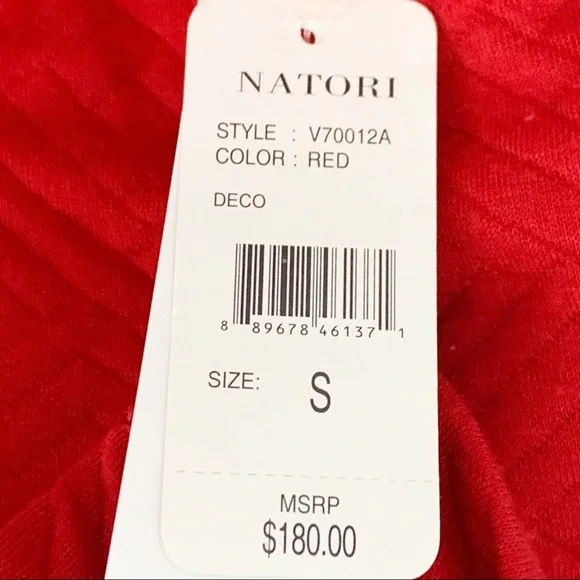 NATORI
STYLE : V70012A
COLOR : RED
DECO
8 89678 46137 1
SIZE: S
MSRP
$180.00